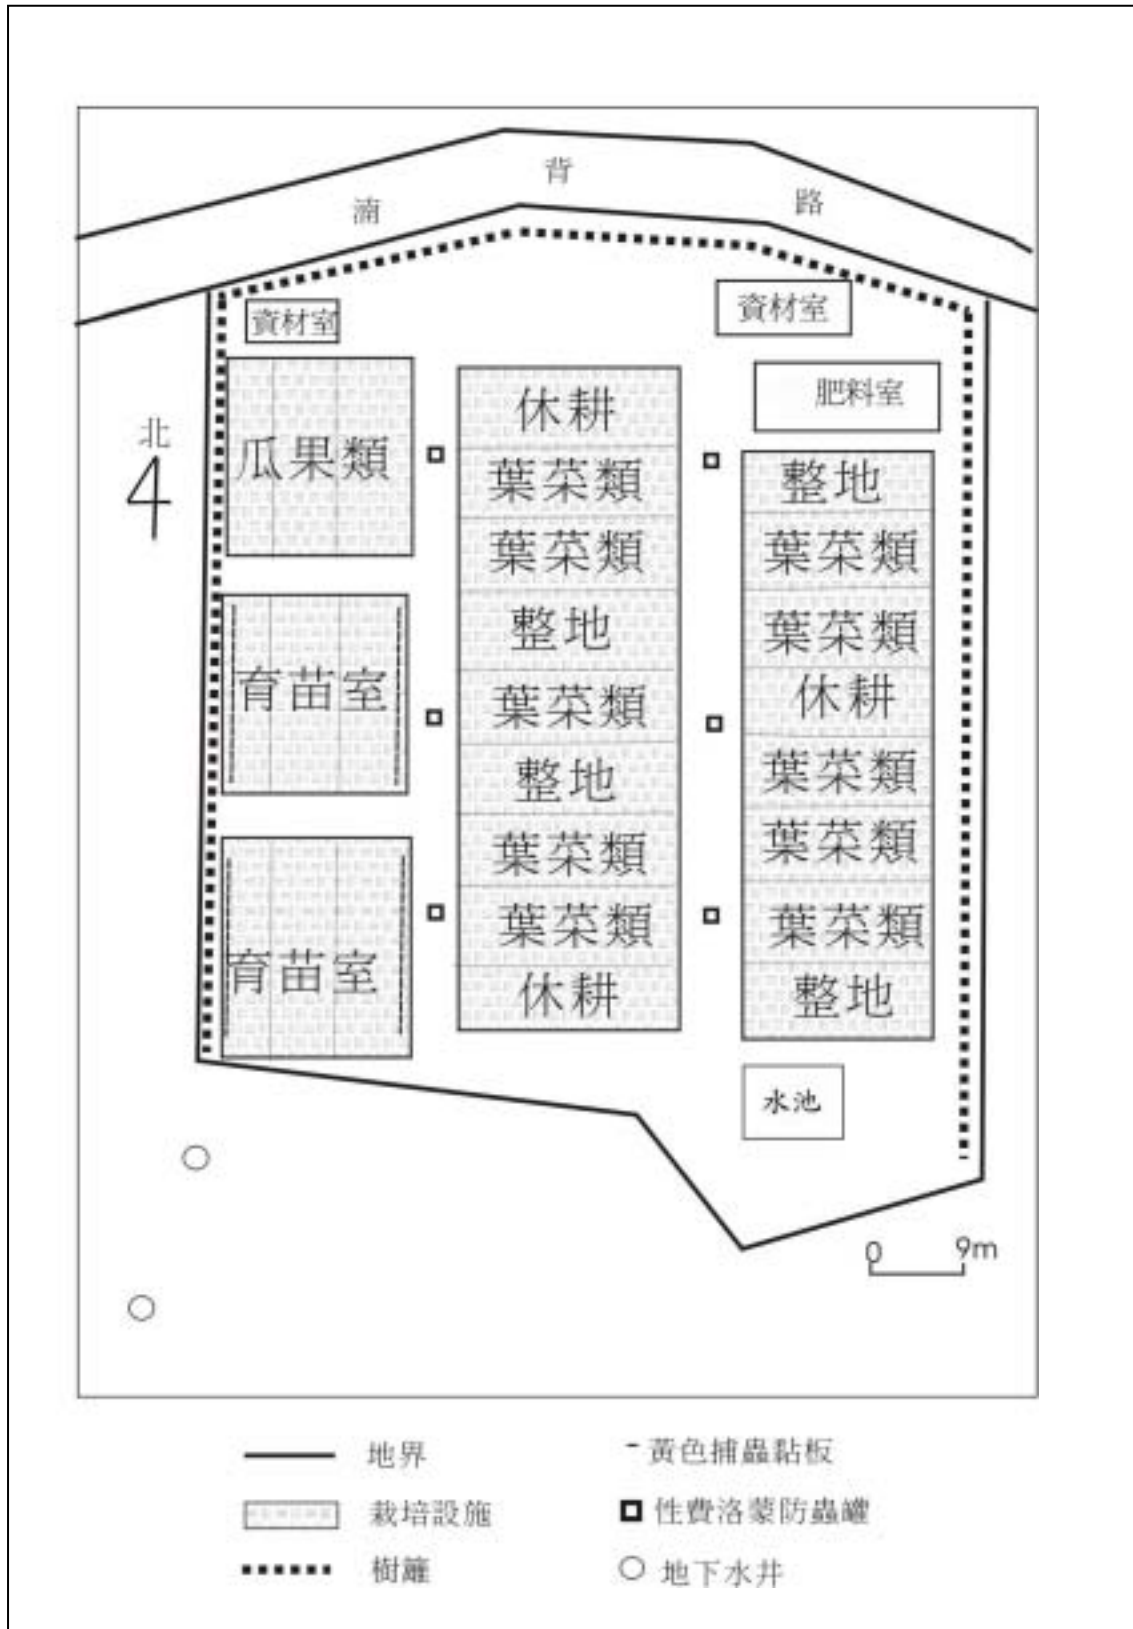 湳背路
資材室
資材室
肥料室
北
瓜果類
育苗室
育苗室
休耕
葉菜類
葉菜類
整地
葉菜類
整地
葉菜類
葉菜類
休耕
整地
葉菜類
葉菜類
休耕
葉菜類
葉菜類
葉菜類
整地
水池
0 9m
地界
栽培設施
樹籬
黃色捕蟲黏板
性費洛蒙防蟲罐
地下水井